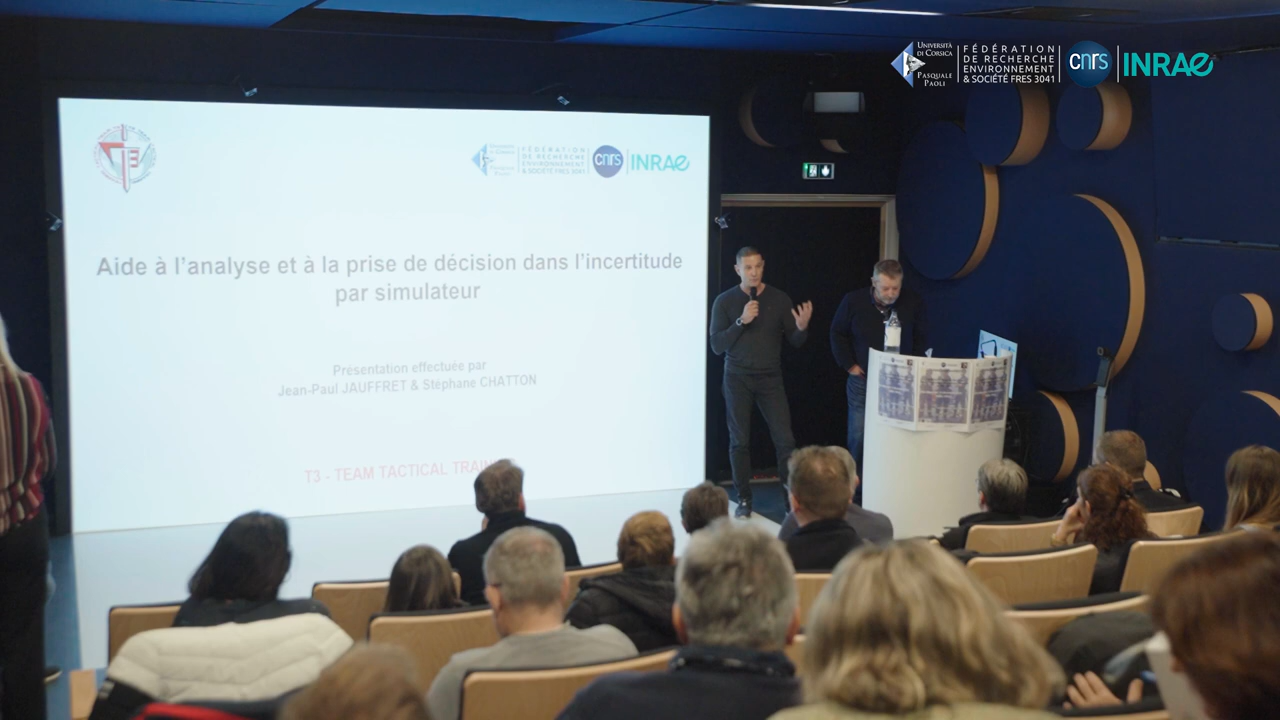 UNIVERSITÀ
DI CORSICA
PASQUALE
PAOLI
FÉDÉRATION
DE RECHERCHE
ENVIRONNEMENT
& SOCIÉTÉ FRES 3041
cnrs
INRAE
T3
FÉDÉRATION
DE RECHERCHE
ENVIRONNEMENT
& SOCIÉTÉ FRES 3041
cnrs
INRAE
Aide à l'analyse et à la prise de décision dans l'incertitude
par simulateur
Présentation effectuée par
Jean-Paul JAUFFRET & Stéphane CHATTON
T3 - TEAM TACTICAL